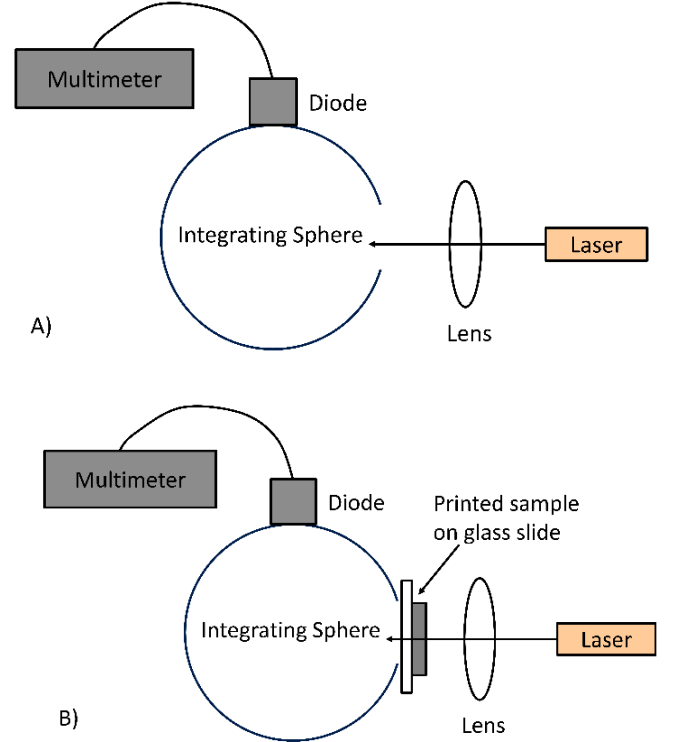 Multimeter
Diode
Integrating Sphere
Laser
Lens
A)
Multimeter
Diode
Printed sample
on glass slide
Integrating Sphere
Laser
Lens
B)